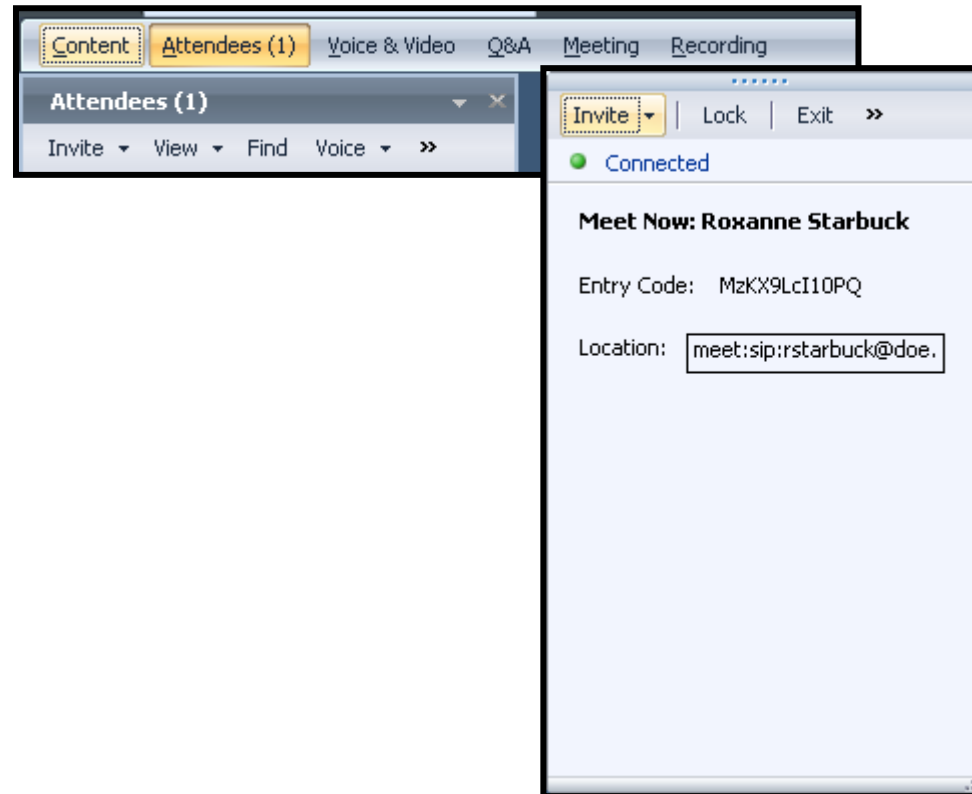 Content Attendees (1) Voice & Video Q&A Meeting Recording
Attendees (1)
Invite View Find Voice »
Invite | Lock | Exit »
Connected
Meet Now: Roxanne Starbuck
Entry Code: MzKX9LcI10PQ
Location: meet:sip:rstarbuck@doe.